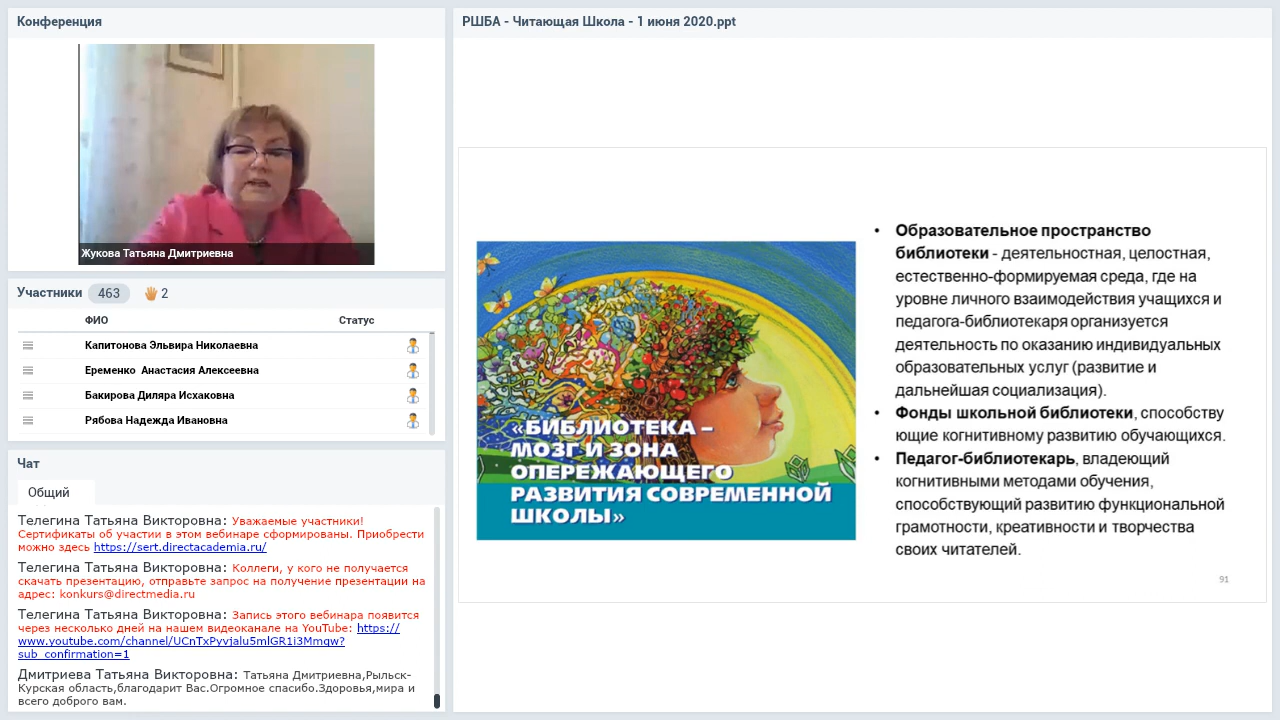 Конференция
Жукова Татьяна Дмитриевна
Участники 463 2
ФИО Статус
Капитонова Эльвира Николаевна
Еременко Анастасия Алексеевна
Бакирова Диляра Исхаковна
Рябова Надежда Ивановна
Чат
Общий
Телегина Татьяна Викторовна: Уважаемые участники!
Сертификаты об участии в этом вебинаре сформированы. Приобрести
можно здесь https://sert.directacademia.ru/
Телегина Татьяна Викторовна: Коллеги, у кого не получается
скачать презентацию, отправьте запрос на получение презентации на
адрес: konkurs@directmedia.ru
Телегина Татьяна Викторовна: Запись этого вебинара появится
через несколько дней на нашем видеоканале на YouTube: https://
www.youtube.com/channel/UCnTxPyvjalu5mlGR1i3Mmqw?
sub_confirmation=1
Дмитриева Татьяна Викторовна: Татьяна Дмитриевна,Рыльск-
Курская область,благодарит Вас.Огромное спасибо.Здоровья,мира и
всего доброго вам.
РШБА - Читающая Школа - 1 июня 2020.ppt
«БИБЛИОТЕКА –
МОЗГ И ЗОНА
ОПЕРЕЖАЮЩЕГО
РАЗВИТИЯ СОВРЕМЕННОЙ
ШКОЛЫ»
• Образовательное пространство
библиотеки - деятельностная, целостная,
естественно-формируемая среда, где на
уровне личного взаимодействия учащихся и
педагога-библиотекаря организуется
деятельность по оказанию индивидуальных
образовательных услуг (развитие и
дальнейшая социализация).
• Фонды школьной библиотеки, способству
ющие когнитивному развитию обучающихся.
• Педагог-библиотекарь, владеющий
когнитивными методами обучения,
способствующий развитию функциональной
грамотности, креативности и творчества
своих читателей.
91